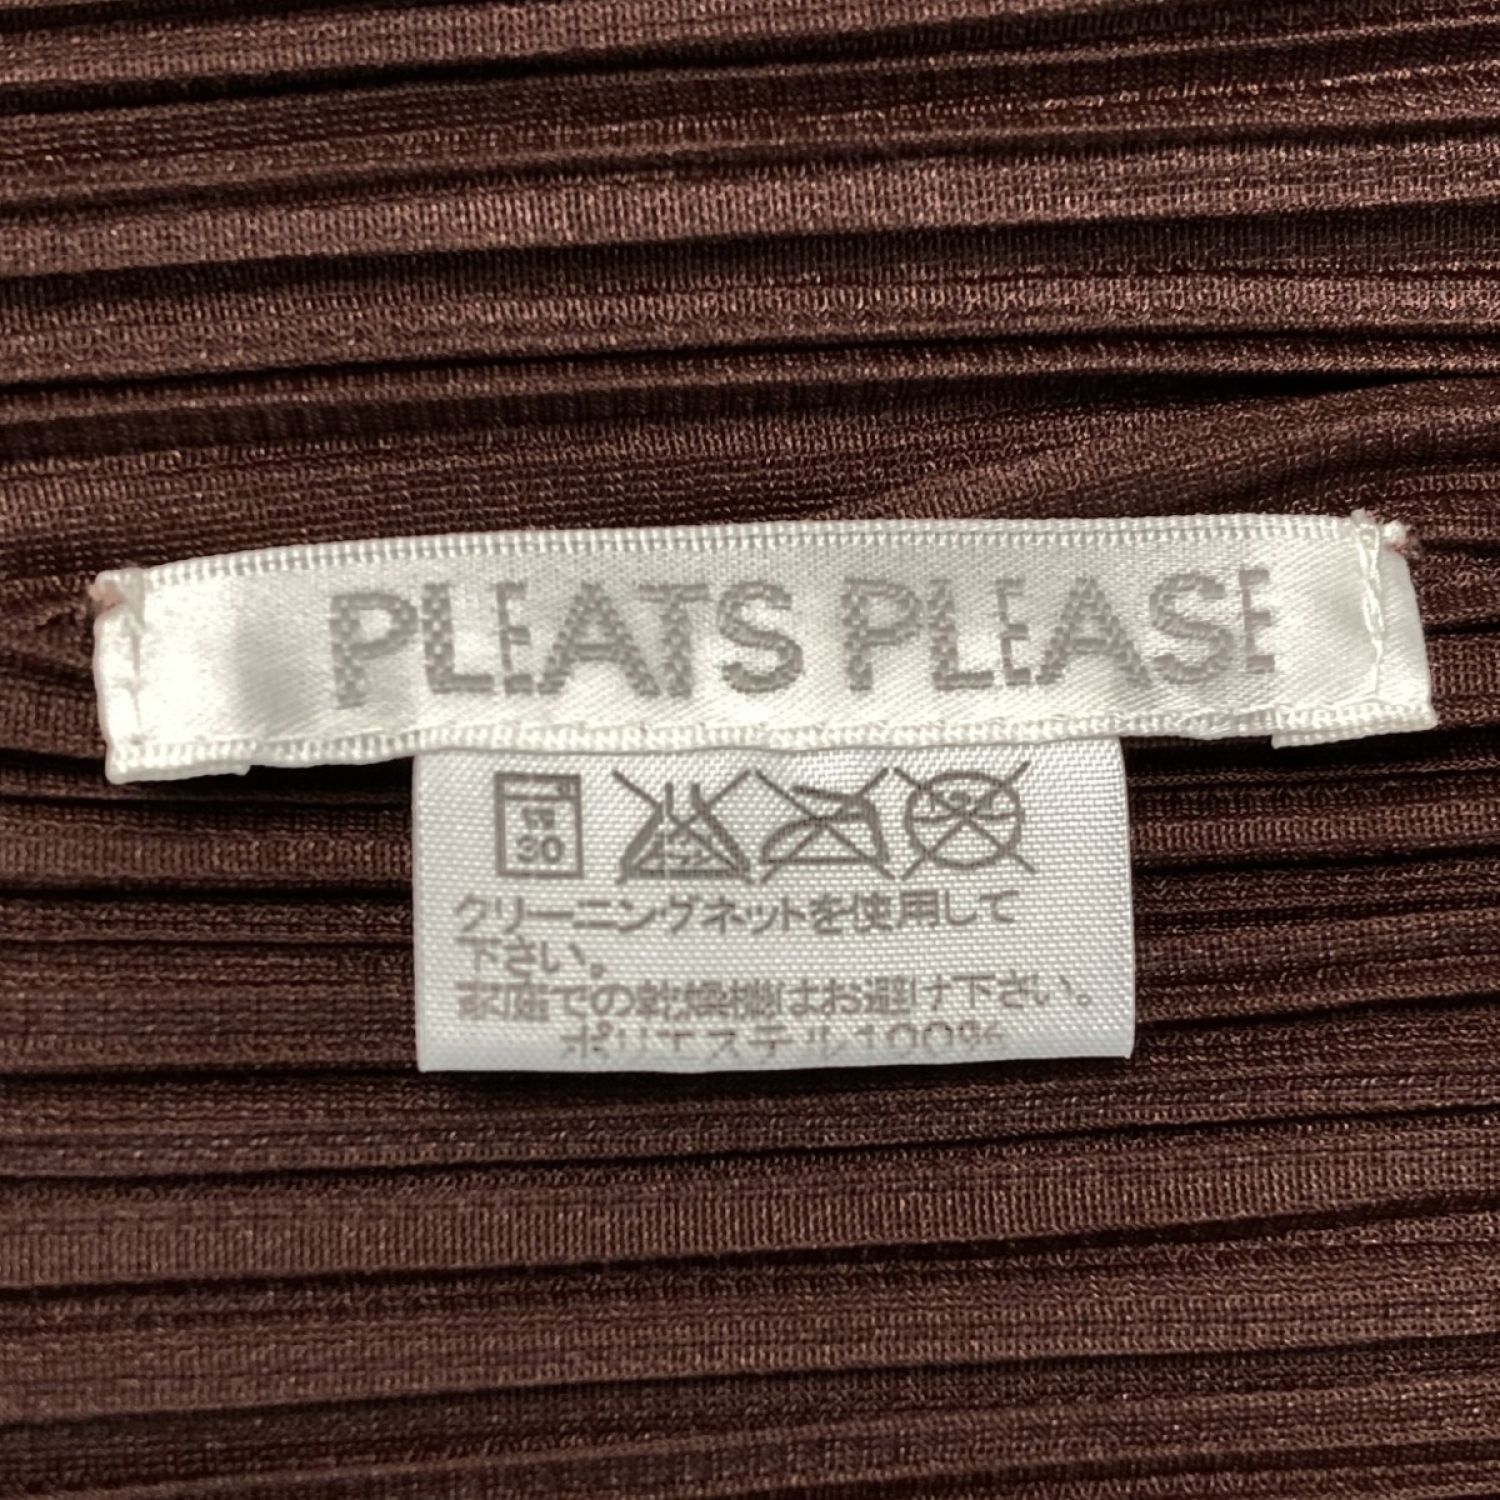 PLEATS PLEASE
弱
30
クリーニングネットを使用して
下さい。
家庭での乾燥機はお避け下さい。
ポリエステル100%